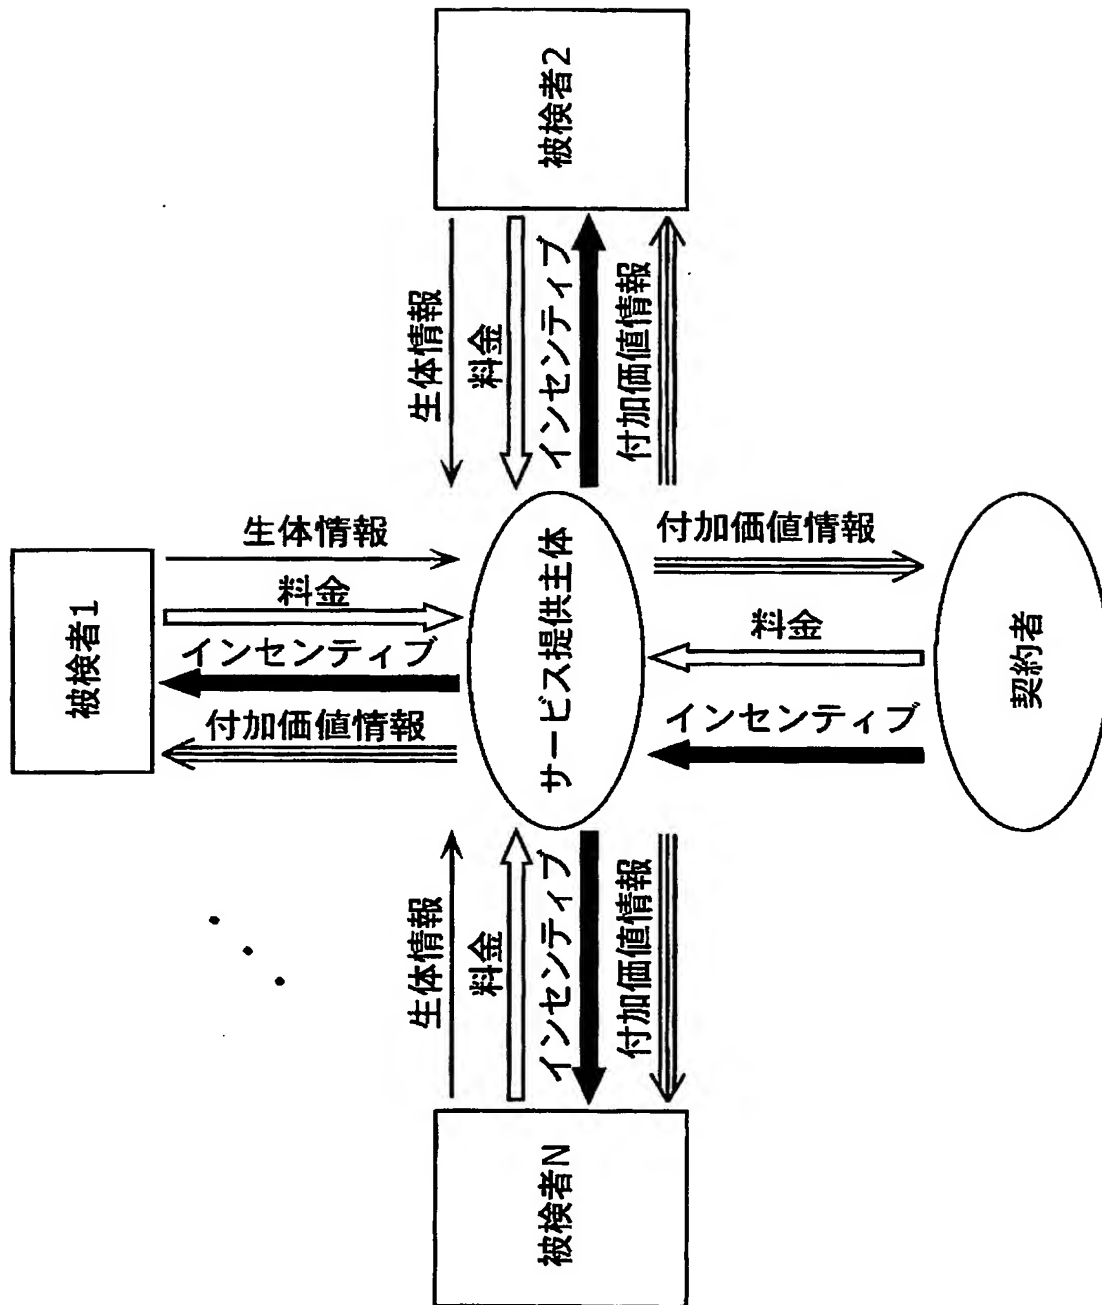 被検者1
生体情報
料金
インセンティブ
付加価値情報
被検者2
生体情報
料金
インセンティブ
付加価値情報
サービス提供主体
生体情報
料金
インセンティブ
付加価値情報
被検者N
付加価値情報
料金
インセンティブ
契約者